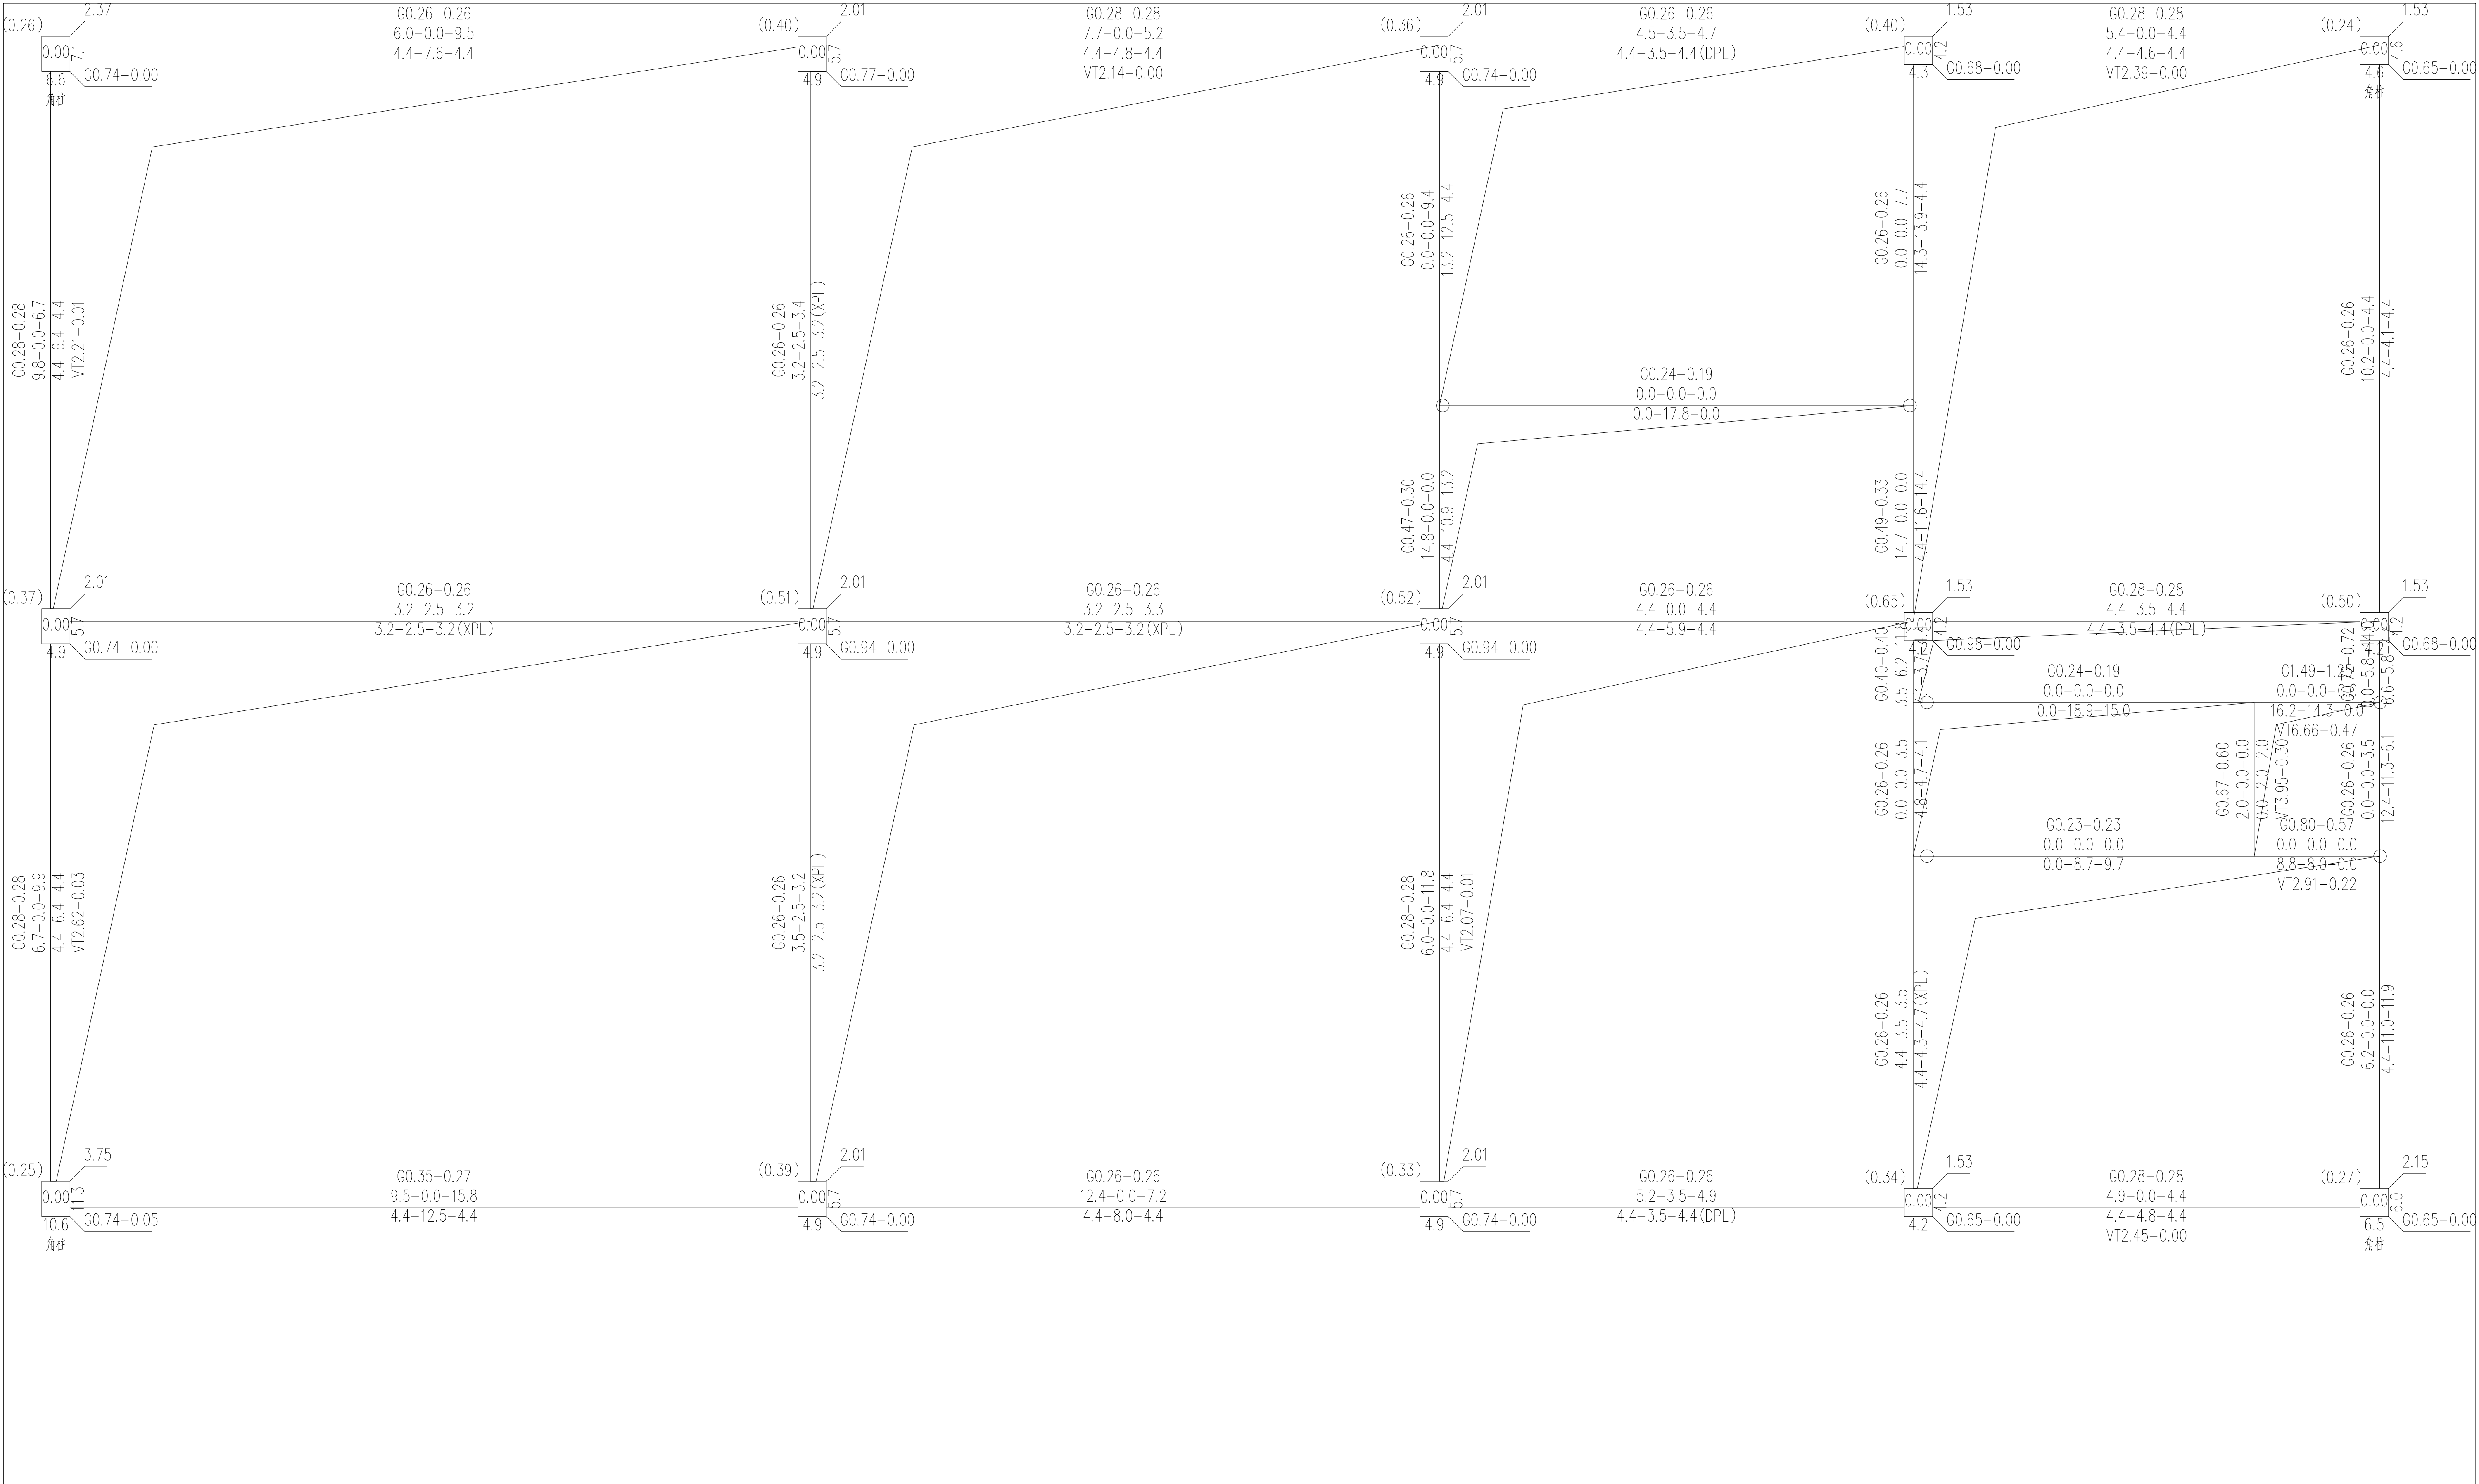 (0.26)
2.37
0.00
7.1
6.6
G0.74-0.00
角柱
G0.26-0.26
6.0-0.0-9.5
4.4-7.6-4.4
(0.40)
2.01
0.00
5.7
4.9
G0.77-0.00
G0.28-0.28
7.7-0.0-5.2
4.4-4.8-4.4
VT2.14-0.00
(0.36)
2.01
0.00
5.7
4.9
G0.74-0.00
G0.26-0.26
4.5-3.5-4.7
4.4-3.5-4.4(DPL)
(0.40)
1.53
0.00
4.2
4.3
G0.68-0.00
G0.28-0.28
5.4-0.0-4.4
4.4-4.6-4.4
VT2.39-0.00
(0.24)
1.53
0.00
4.6
4.6
G0.65-0.00
角柱
G0.28-0.28
9.8-0.0-6.7
4.4-6.4-4.4
VT2.21-0.01
G0.26-0.26
3.2-2.5-3.4
3.2-2.5-3.2(XPL)
G0.26-0.26
0.0-0.0-9.4
13.2-12.5-4.4
G0.26-0.26
0.0-0.0-7.7
14.3-13.9-4.4
G0.26-0.26
10.2-0.0-4.4
4.4-4.1-4.4
G0.24-0.19
0.0-0.0-0.0
0.0-17.8-0.0
G0.47-0.30
14.8-0.0-0.0
4.4-10.9-13.2
G0.49-0.33
14.7-0.0-0.0
4.4-11.6-14.4
(0.37)
2.01
0.00
5.7
4.9
G0.74-0.00
G0.26-0.26
3.2-2.5-3.2
3.2-2.5-3.2(XPL)
(0.51)
2.01
0.00
5.7
4.9
G0.94-0.00
G0.26-0.26
3.2-2.5-3.3
3.2-2.5-3.2(XPL)
(0.52)
2.01
0.00
5.7
4.9
G0.94-0.00
G0.26-0.26
4.4-0.0-4.4
4.4-5.9-4.4
(0.65)
1.53
0.00
4.2
4.2
G0.98-0.00
G0.28-0.28
4.4-3.5-4.4
4.4-3.5-4.4(DPL)
(0.50)
1.53
0.00
4.2
4.2
G0.68-0.00
G0.40-0.40
3.5-6.2-11.8
G0.24-0.19
0.0-0.0-0.0
0.0-18.9-15.0
0.0-0.0-0.0
16.2-14.3-0.0
VT6.66-0.47
G0.26-0.26
0.0-0.0-3.5
4.8-4.7-4.1
G0.67-0.60
2.0-0.0-0.0
0.0-2.0-2.0
VT3.95-0.30
G0.26-0.26
0.0-0.0-3.5
12.4-11.3-6.1
G0.23-0.23
0.0-0.0-0.0
0.0-8.7-9.7
G0.80-0.57
0.0-0.0-0.0
8.8-8.0-0.0
VT2.91-0.22
G0.28-0.28
6.7-0.0-9.9
4.4-6.4-4.4
VT2.62-0.03
G0.26-0.26
3.5-2.5-3.2
3.2-2.5-3.2(XPL)
G0.28-0.28
6.0-0.0-11.8
4.4-6.4-4.4
VT2.07-0.01
G0.26-0.26
4.4-3.5-3.5
4.4-4.3-4.7(XPL)
G0.26-0.26
6.2-0.0-0.0
4.4-11.0-11.9
(0.25)
3.75
0.00
11.3
10.6
G0.74-0.05
角柱
G0.35-0.27
9.5-0.0-15.8
4.4-12.5-4.4
(0.39)
2.01
0.00
5.7
4.9
G0.74-0.00
G0.26-0.26
12.4-0.0-7.2
4.4-8.0-4.4
(0.33)
2.01
0.00
5.7
4.9
G0.74-0.00
G0.26-0.26
5.2-3.5-4.9
4.4-3.5-4.4(DPL)
(0.34)
1.53
0.00
4.2
4.2
G0.65-0.00
G0.28-0.28
4.9-0.0-4.4
4.4-4.8-4.4
VT2.45-0.00
(0.27)
2.15
0.00
6.0
6.5
G0.65-0.00
角柱